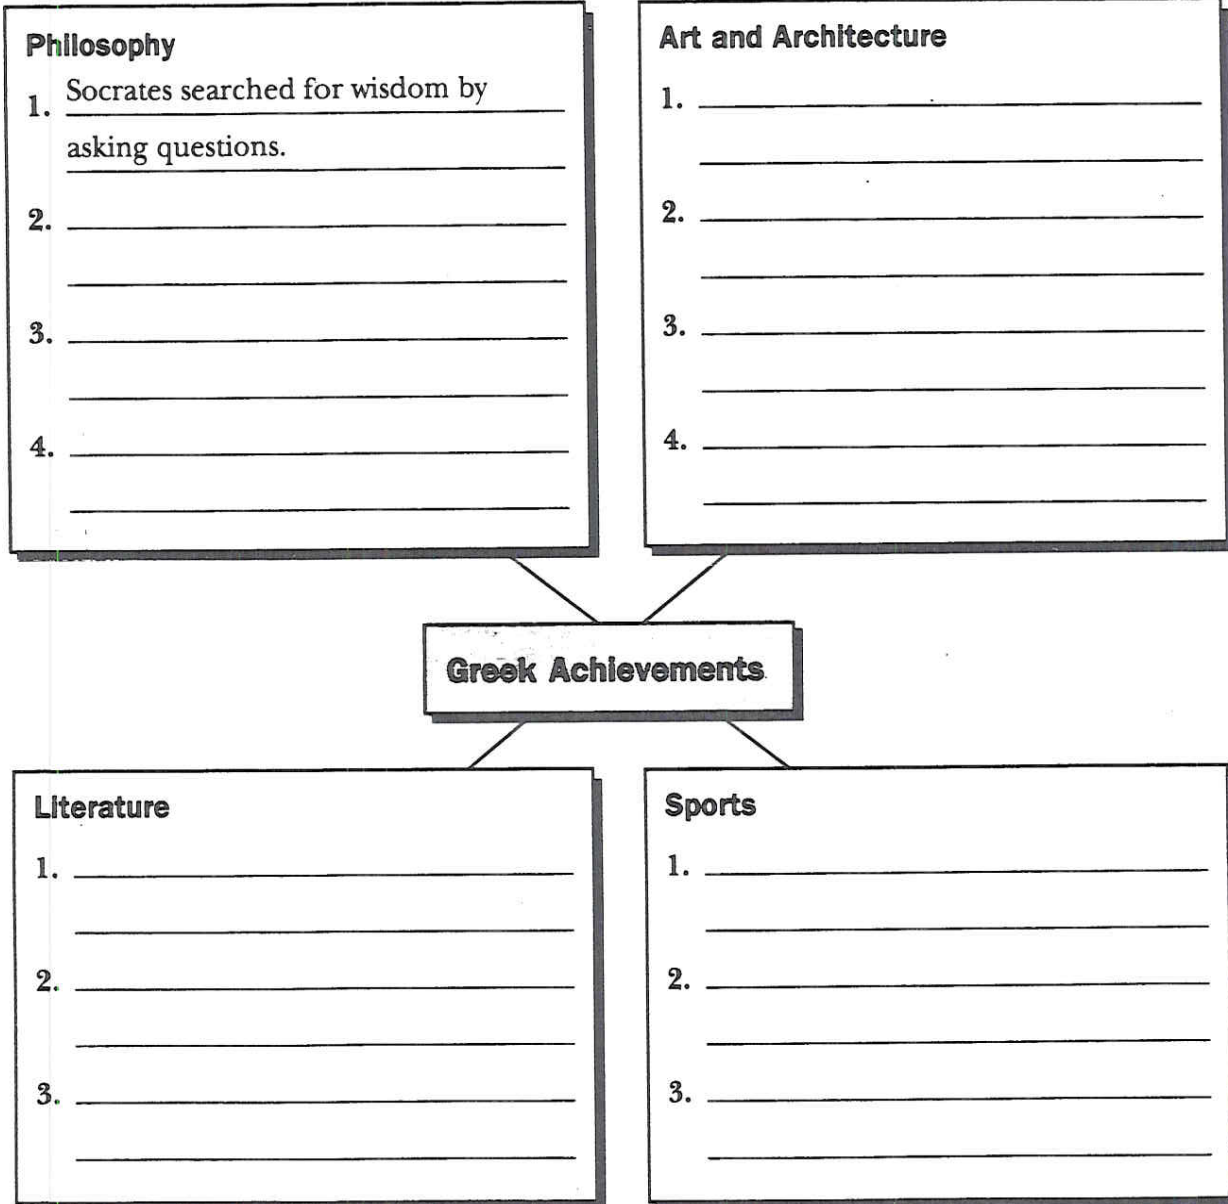 Philosophy
1. Socrates searched for wisdom by
asking questions.
2.
3.
4.
Art and Architecture
1.
2.
3.
4.
Greek Achievements
Literature
1.
2.
3.
Sports
1.
2.
3.